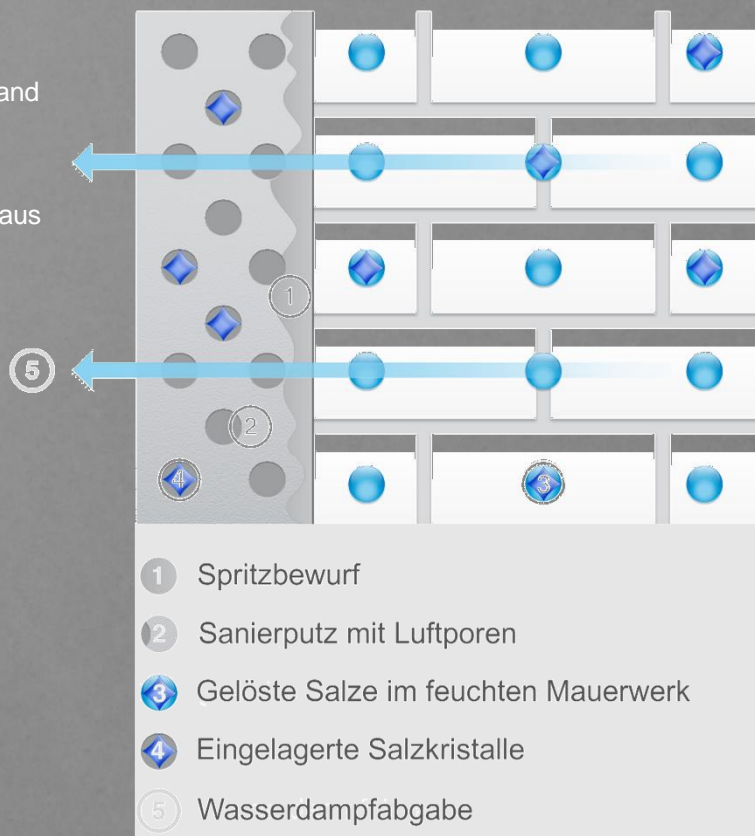 and
aus
1
5
2
4
3
1 Spritzbewurf
2 Sanierputz mit Luftporen
3 Gelöste Salze im feuchten Mauerwerk
4 Eingelagerte Salzkristalle
5 Wasserdampfabgabe